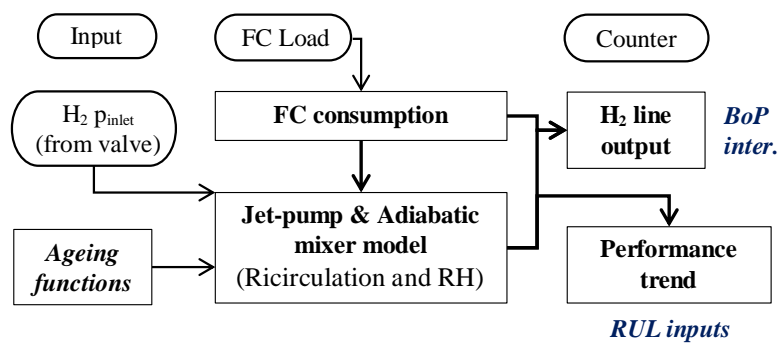 Input
FC Load
Counter
H₂ pinlet
(from valve)
FC consumption
H₂ line
output
BoP
inter.
Jet-pump & Adiabatic
mixer model
(Ricirculation and RH)
Ageing
functions
Performance
trend
RUL inputs